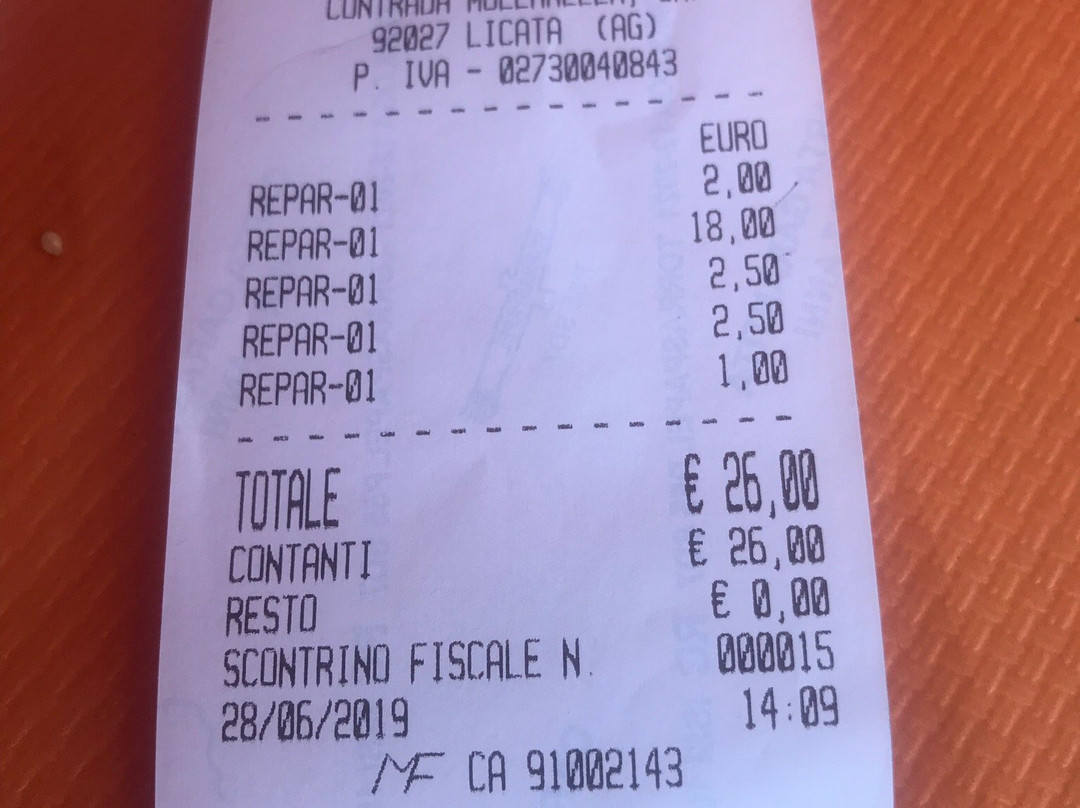 CONTRADA
92027 LICATA (AG)
P. IVA - 02730040843
EURO
REPAR-01 2,00
REPAR-01 18,00
REPAR-01 2,50
REPAR-01 2,50
REPAR-01 1,00
TOTALE € 26,00
CONTANTI € 26,00
RESTO € 0,00
SCONTRINO FISCALE N. 000015
28/06/2019 14:09
MF CA 91002143